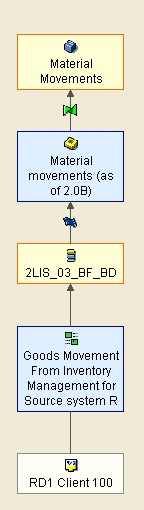 Material
Movements
Material
movements (as
of 2.0B)
2LIS_03_BF_BD
Goods Movement
From Inventory
Management for
Source system R
RD1 Client 100